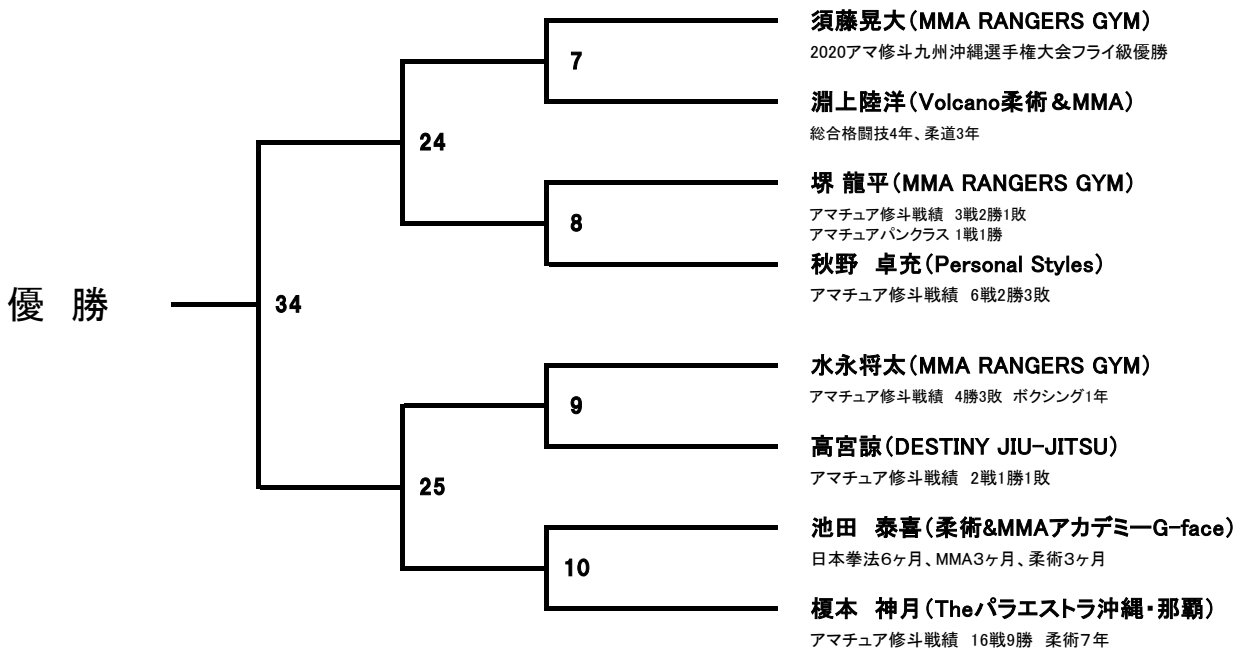 須藤晃大(MMA RANGERS GYM)
2020アマ修斗九州沖縄選手権大会フライ級優勝
7
淵上陸洋(Volcano柔術&MMA)
総合格闘技4年、柔道3年
24
堺 龍平(MMA RANGERS GYM)
アマチュア修斗戦績 3戦2勝1敗
アマチュアパンクラス 1戦1勝
8
秋野 卓充(Personal Styles)
アマチュア修斗戦績 6戦2勝3敗
優 勝
34
水永将太(MMA RANGERS GYM)
アマチュア修斗戦績 4勝3敗 ボクシング1年
9
高宮諒(DESTINY JIU-JITSU)
アマチュア修斗戦績 2戦1勝1敗
25
池田 泰喜(柔術&MMAアカデミーG-face)
日本拳法6ヶ月、MMA3ヶ月、柔術3ヶ月
10
榎本 神月(Theパラエストラ沖縄・那覇)
アマチュア修斗戦績 16戦9勝 柔術7年